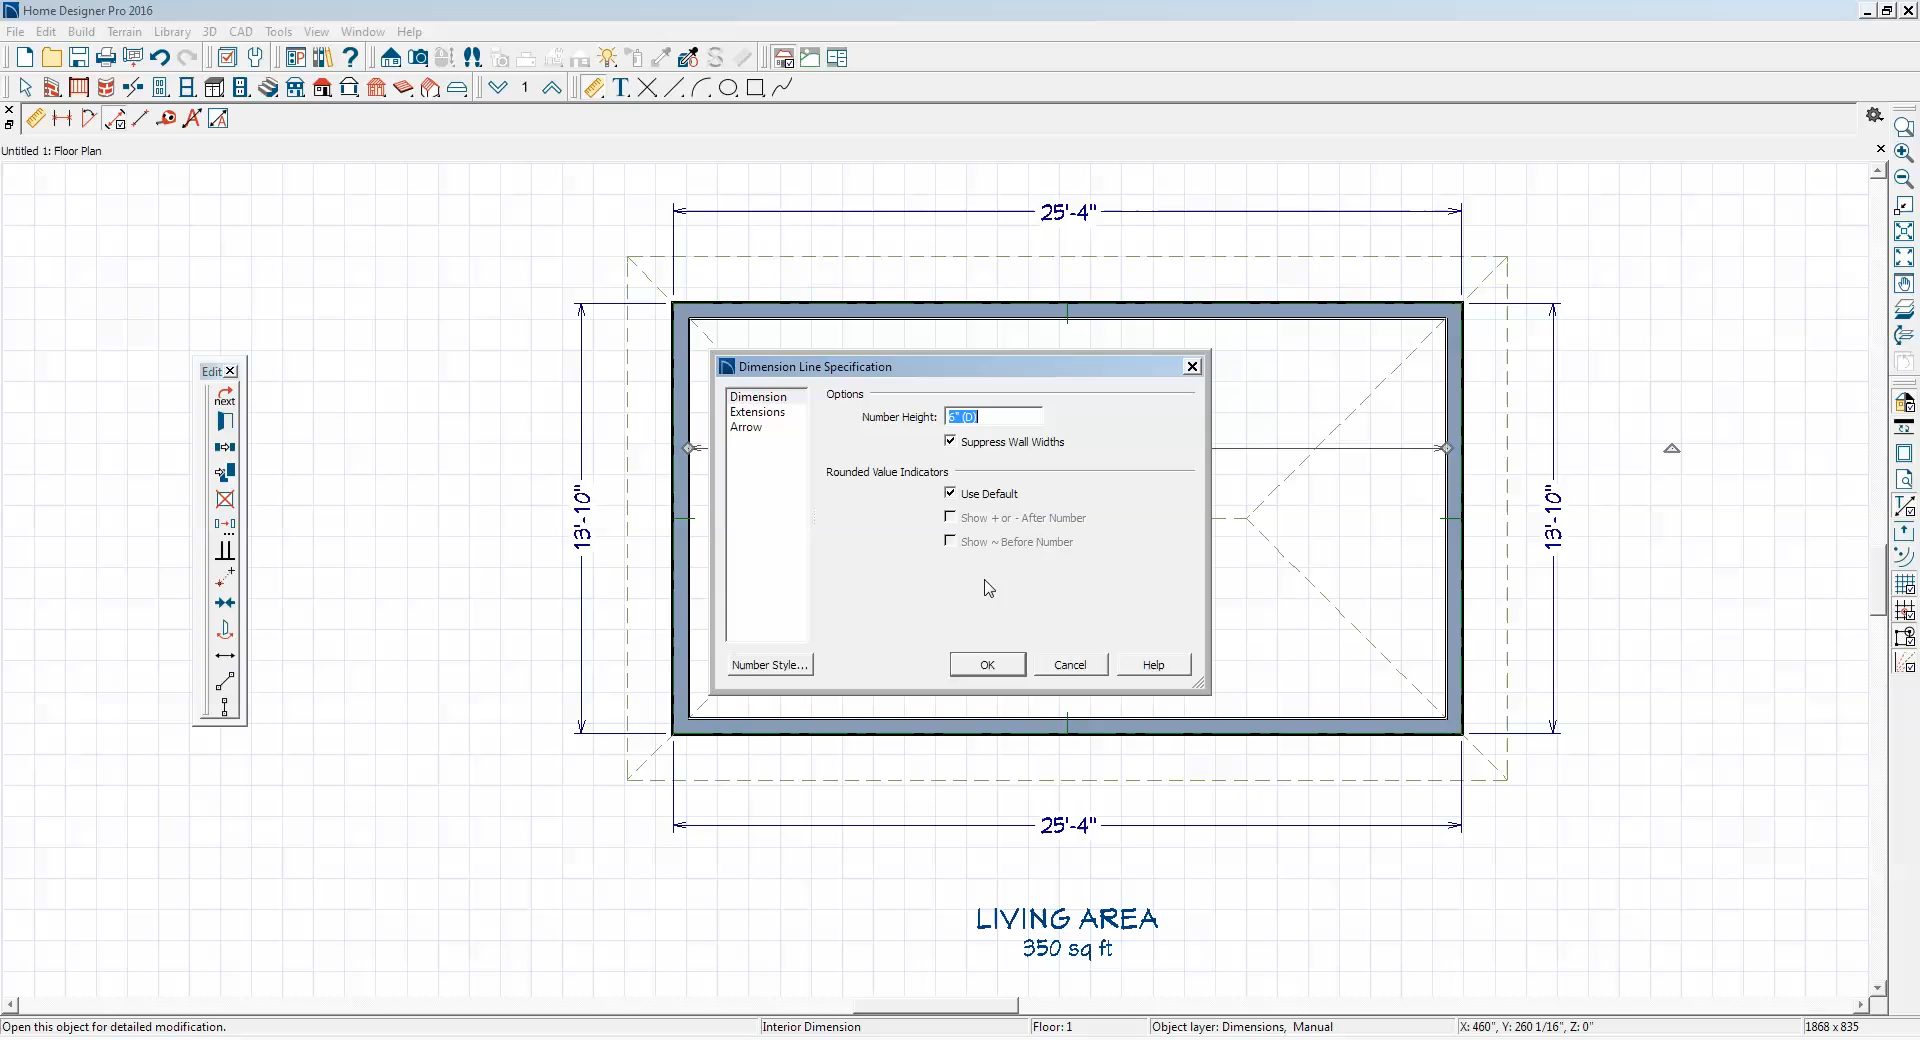 Home Designer Pro 2016
File Edit Build Terrain Library 3D CAD Tools View Window Help
1
Untitled 1: Floor Plan
25'-4"
Edit
next
13'-10"
13'-10"
Dimension Line Specification
Dimension
Extensions
Arrow
Options
Number Height: 6" (D)
Suppress Wall Widths
Rounded Value Indicators
Use Default
Show + or - After Number
Show ~ Before Number
Number Style... OK Cancel Help
25'-4"
LIVING AREA
350 sq ft
Open this object for detailed modification. Interior Dimension Floor: 1 Object layer: Dimensions, Manual X: 460", Y: 260 1/16", Z: 0" 1868 x 835